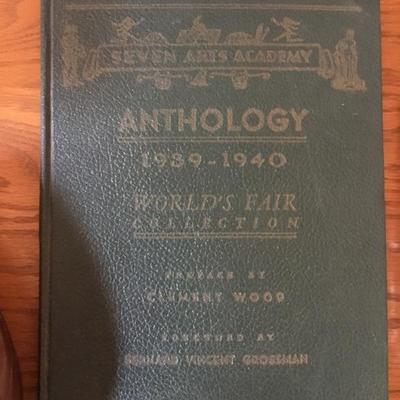 SEVEN ARTS ACADEMY
ANTHOLOGY
1939-1940
WORLD'S FAIR
COLLECTION
PREFACE BY
CLEMENT WOOD
FOREWORD BY
BERNARD VINCENT GROSSMAN